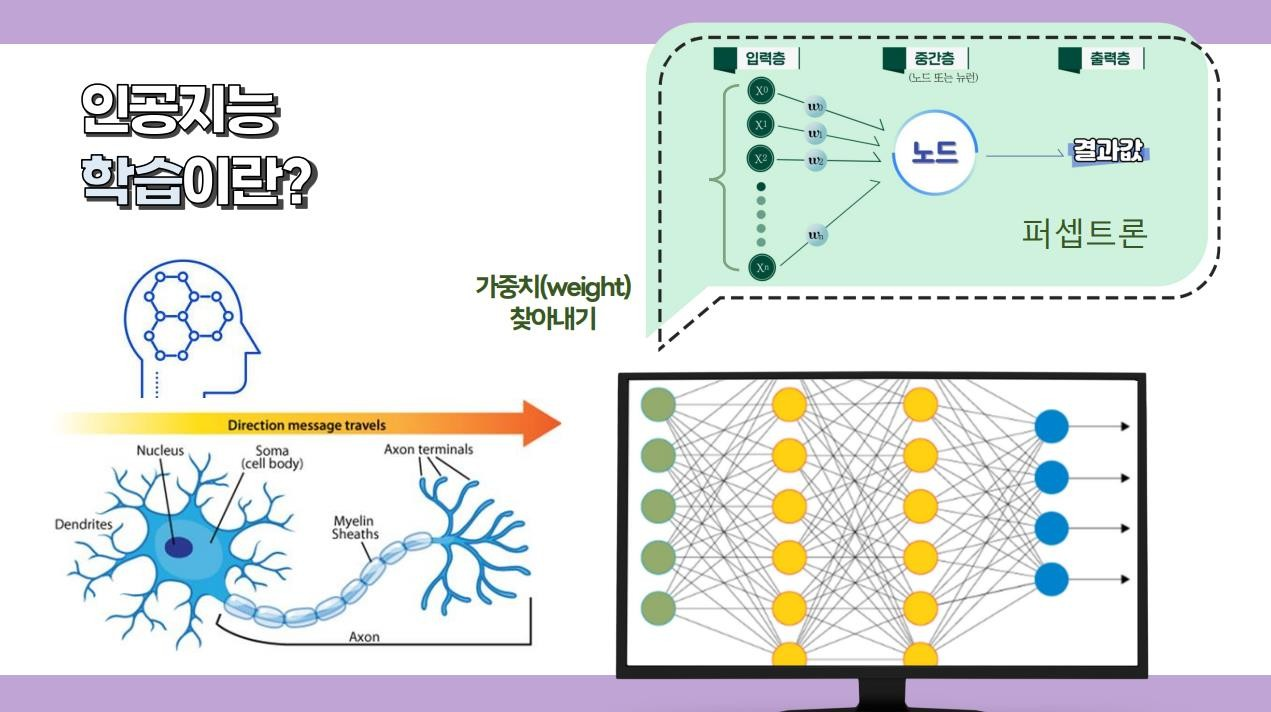 인공지능
학습이란?
입력층
중간층
(노드 또는 뉴런)
출력층
X0
X1
X2
Xn
w0
w1
w2
wn
노드
결과값
퍼셉트론
가중치(weight)
찾아내기
Direction message travels
Nucleus
Soma
(cell body)
Axon terminals
Dendrites
Myelin
Sheaths
Axon